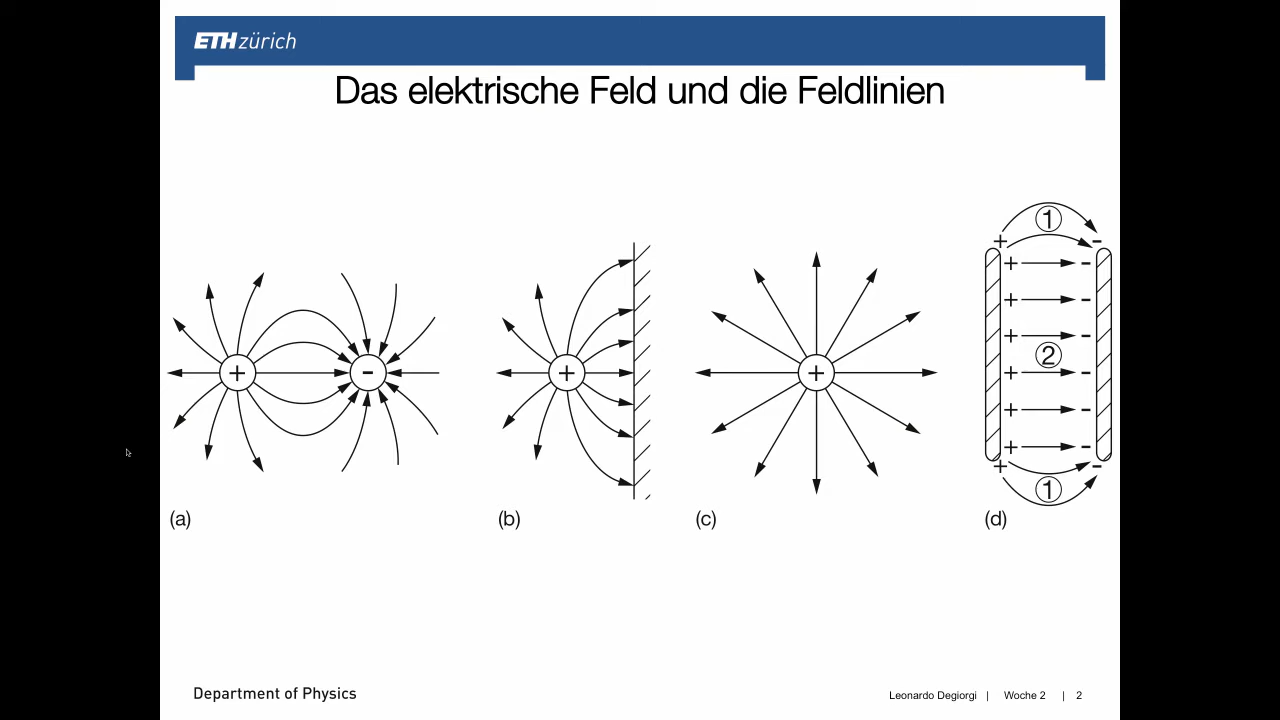 ETH zürich
Das elektrische Feld und die Feldlinien
1
+ -
+ -
+ -
+ -
2
+ - + + + -
+ -
+ -
+ -
1
(a) (b) (c) (d)
Department of Physics
Leonardo Degiorgi | Woche 2 | 2